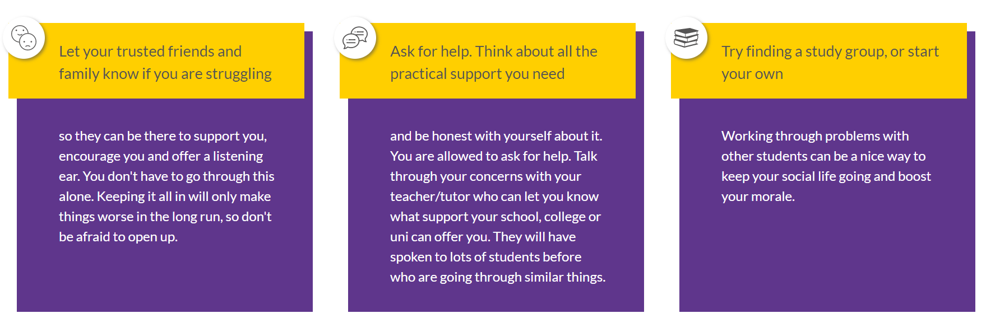 Let your trusted friends and
family know if you are struggling
so they can be there to support you,
encourage you and offer a listening
ear. You don't have to go through this
alone. Keeping it all in will only make
things worse in the long run, so don't
be afraid to open up.
Ask for help. Think about all the
practical support you need
and be honest with yourself about it.
You are allowed to ask for help. Talk
through your concerns with your
teacher/tutor who can let you know
what support your school, college or
uni can offer you. They will have
spoken to lots of students before
who are going through similar things.
Try finding a study group, or start
your own
Working through problems with
other students can be a nice way to
keep your social life going and boost
your morale.